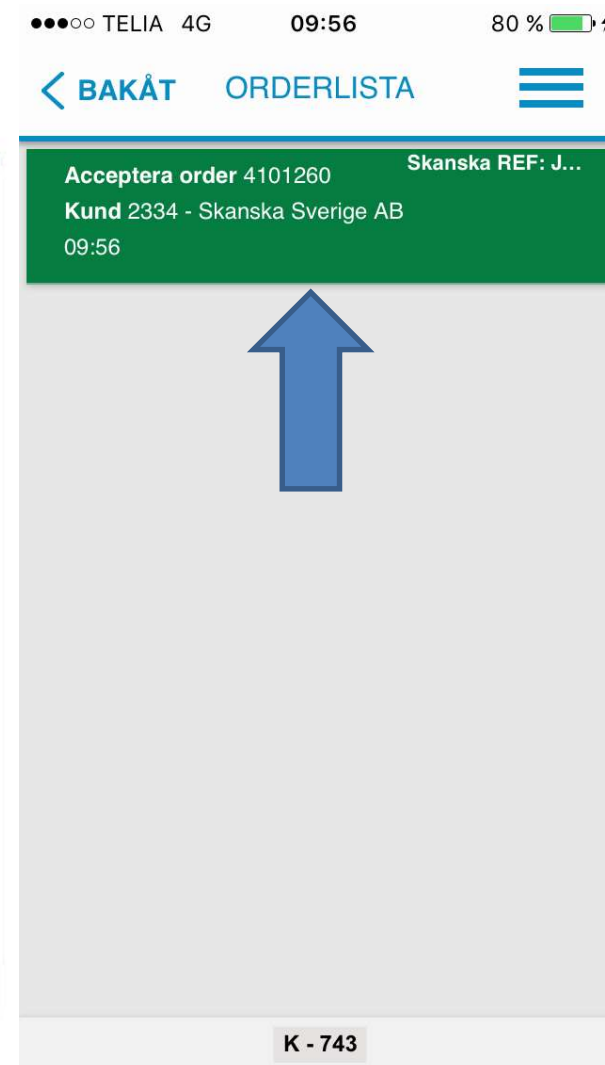 TELIA 4G 09:56 80 %
BAKÅT ORDERLISTA
Acceptera order 4101260 Skanska REF: J...
Kund 2334 - Skanska Sverige AB
09:56
K - 743